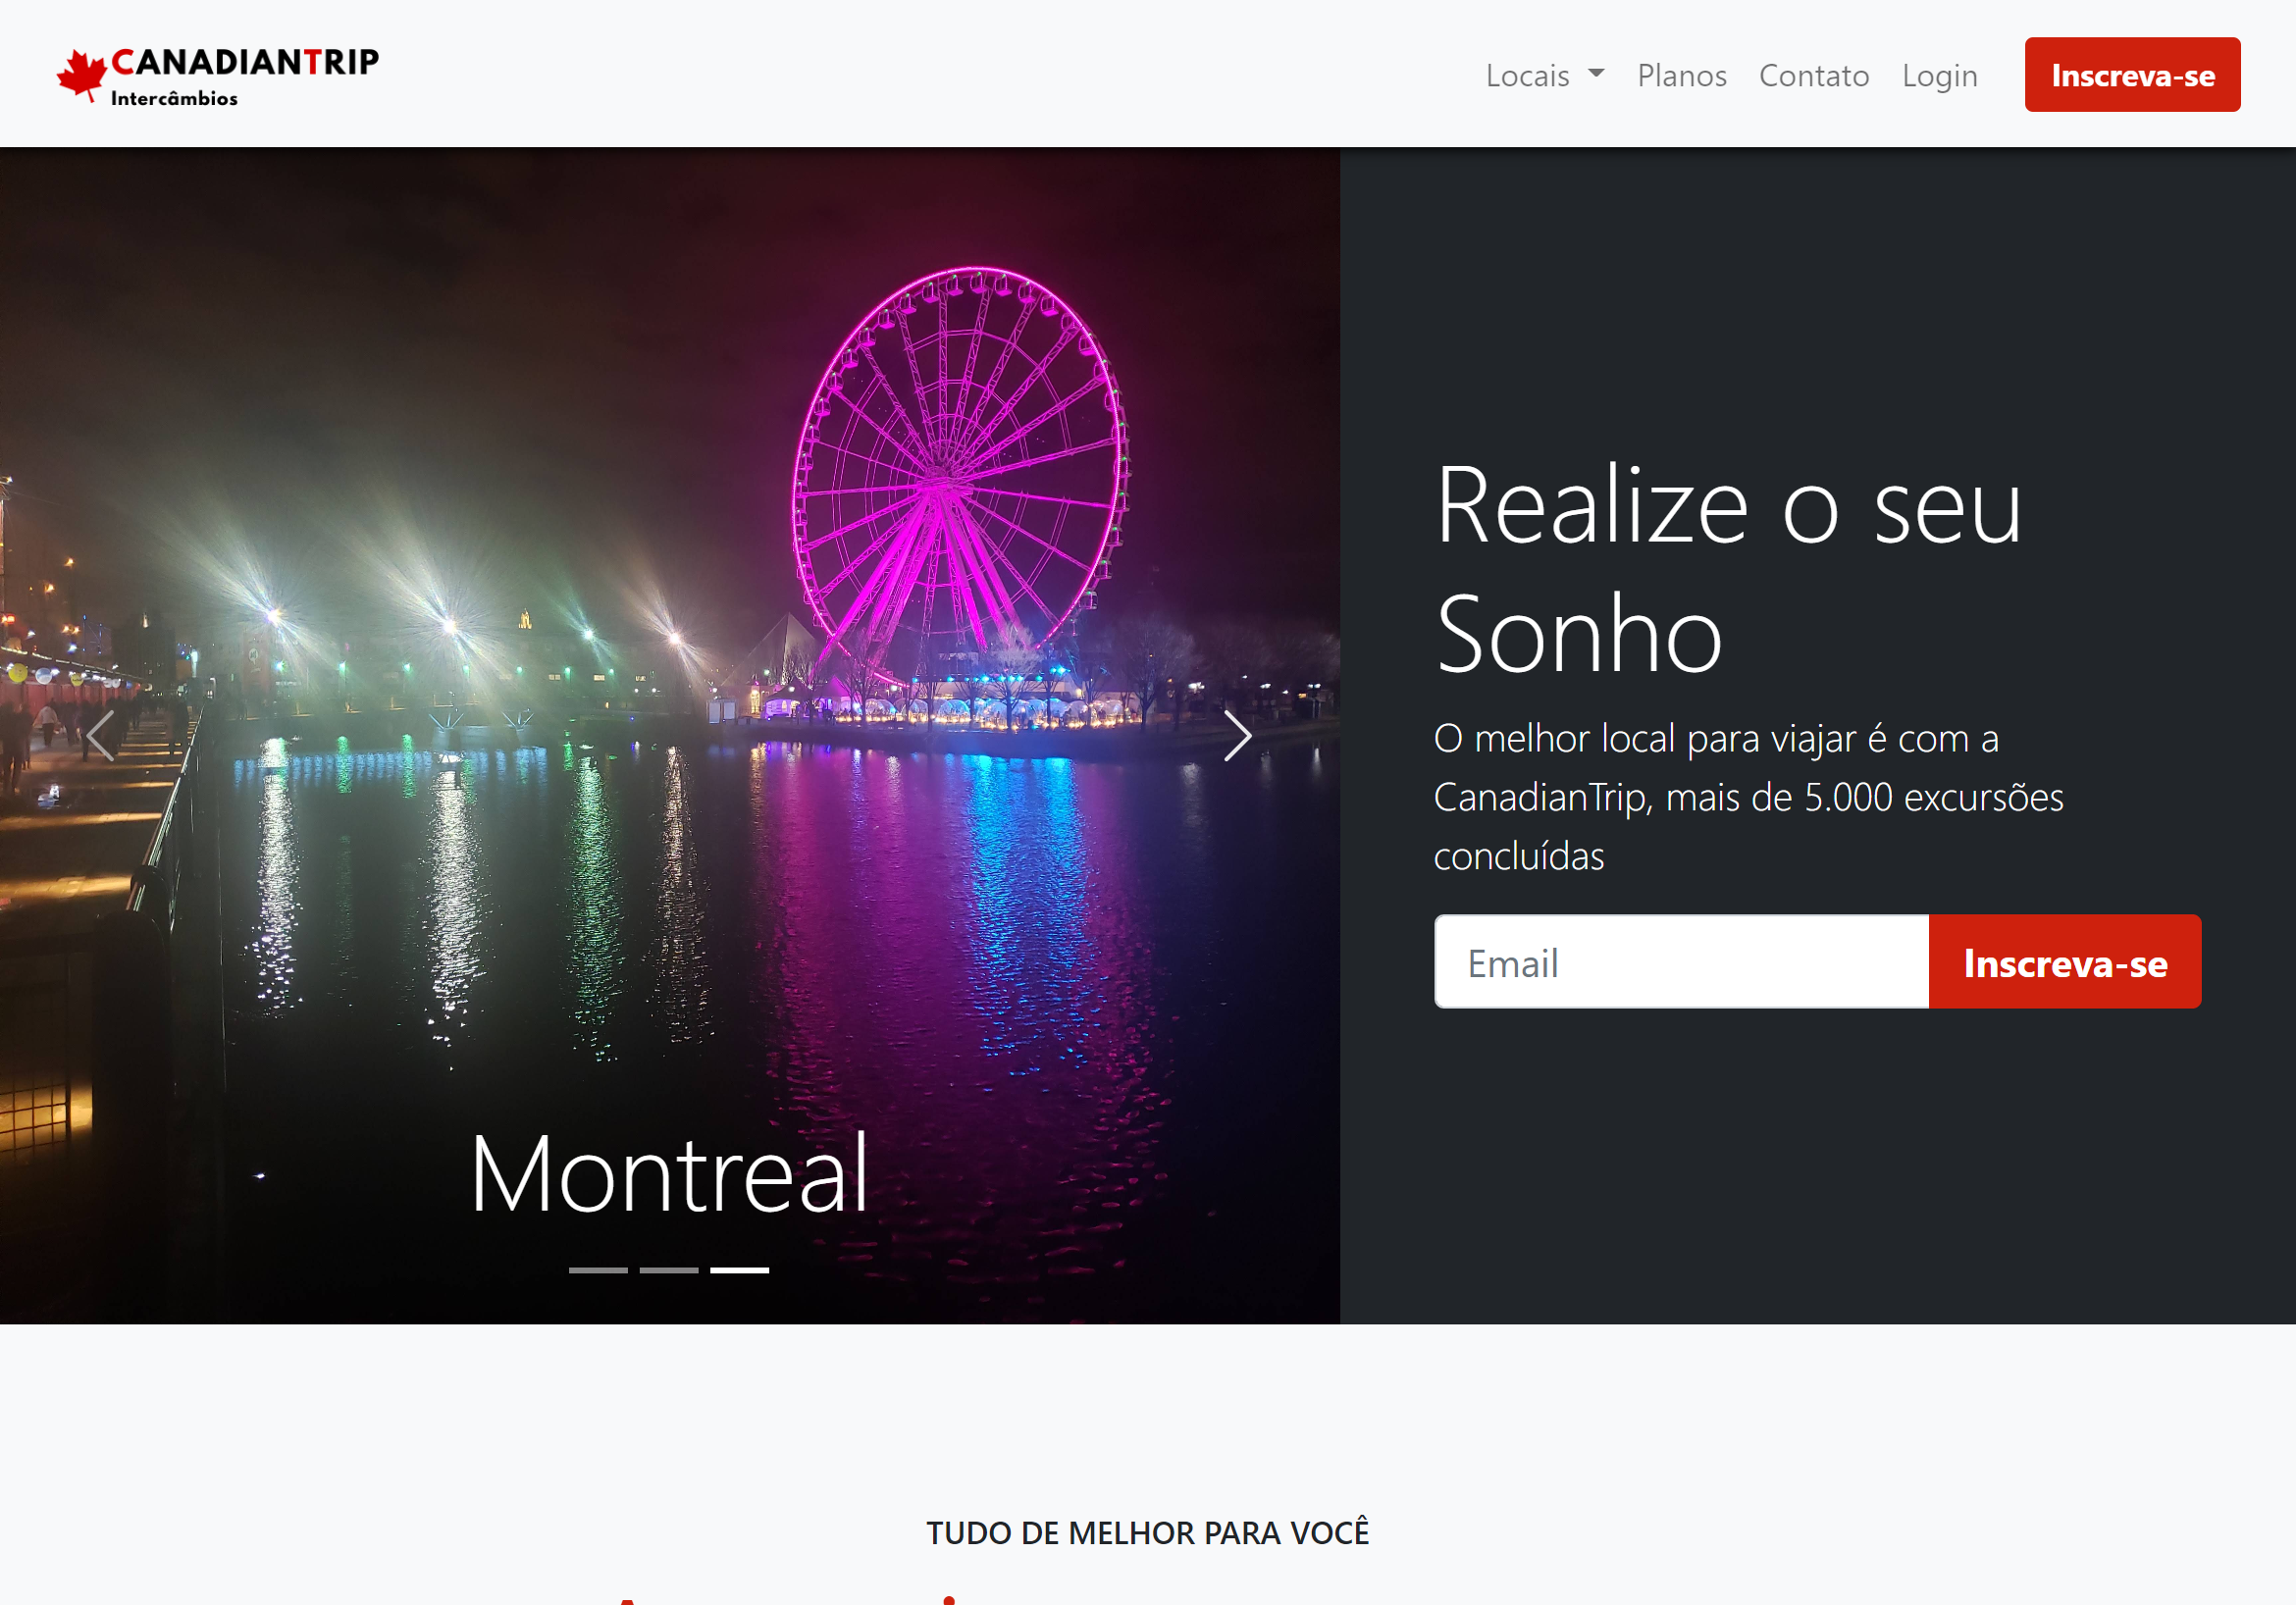 CANADIANTRIP
Intercâmbios
Locais
Planos
Contato
Login
Inscreva-se
Montreal
Realize o seu
Sonho
O melhor local para viajar é com a
CanadianTrip, mais de 5.000 excursões
concluídas
Email
Inscreva-se
TUDO DE MELHOR PARA VOCÊ